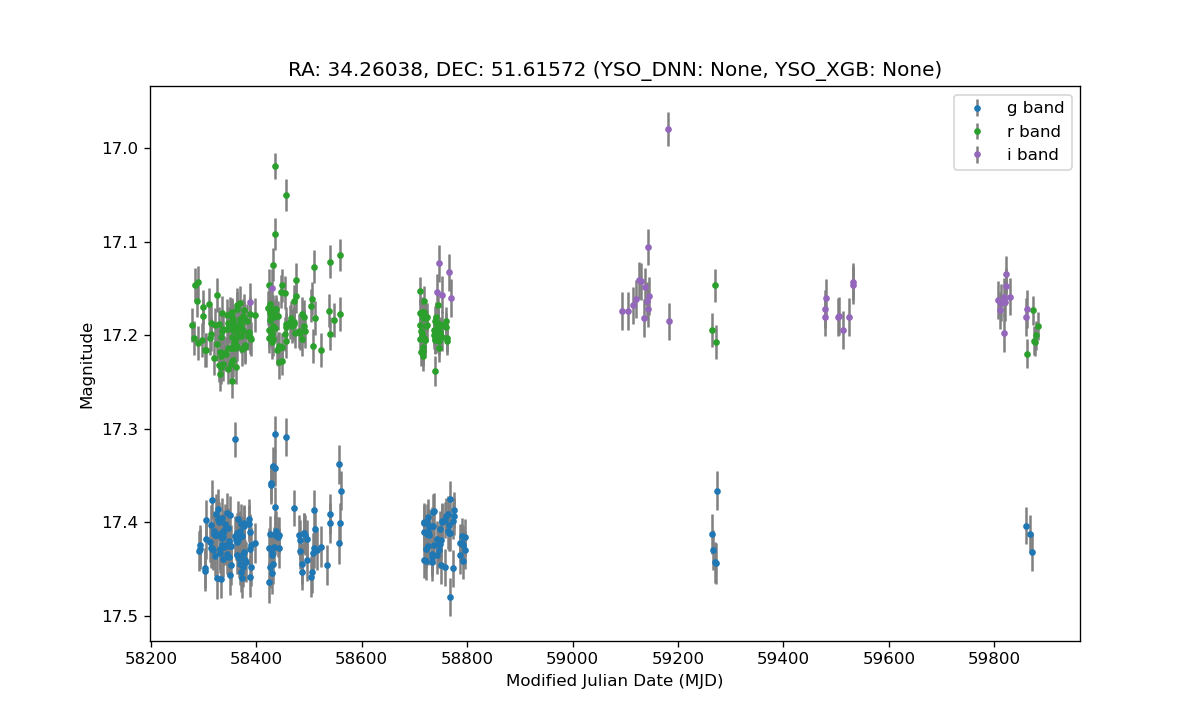 RA: 34.26038, DEC: 51.61572 (YSO_DNN: None, YSO_XGB: None)
g band
r band
i band
17.0
17.1
17.2
17.3
17.4
17.5
Magnitude
58200 58400 58600 58800 59000 59200 59400 59600 59800
Modified Julian Date (MJD)